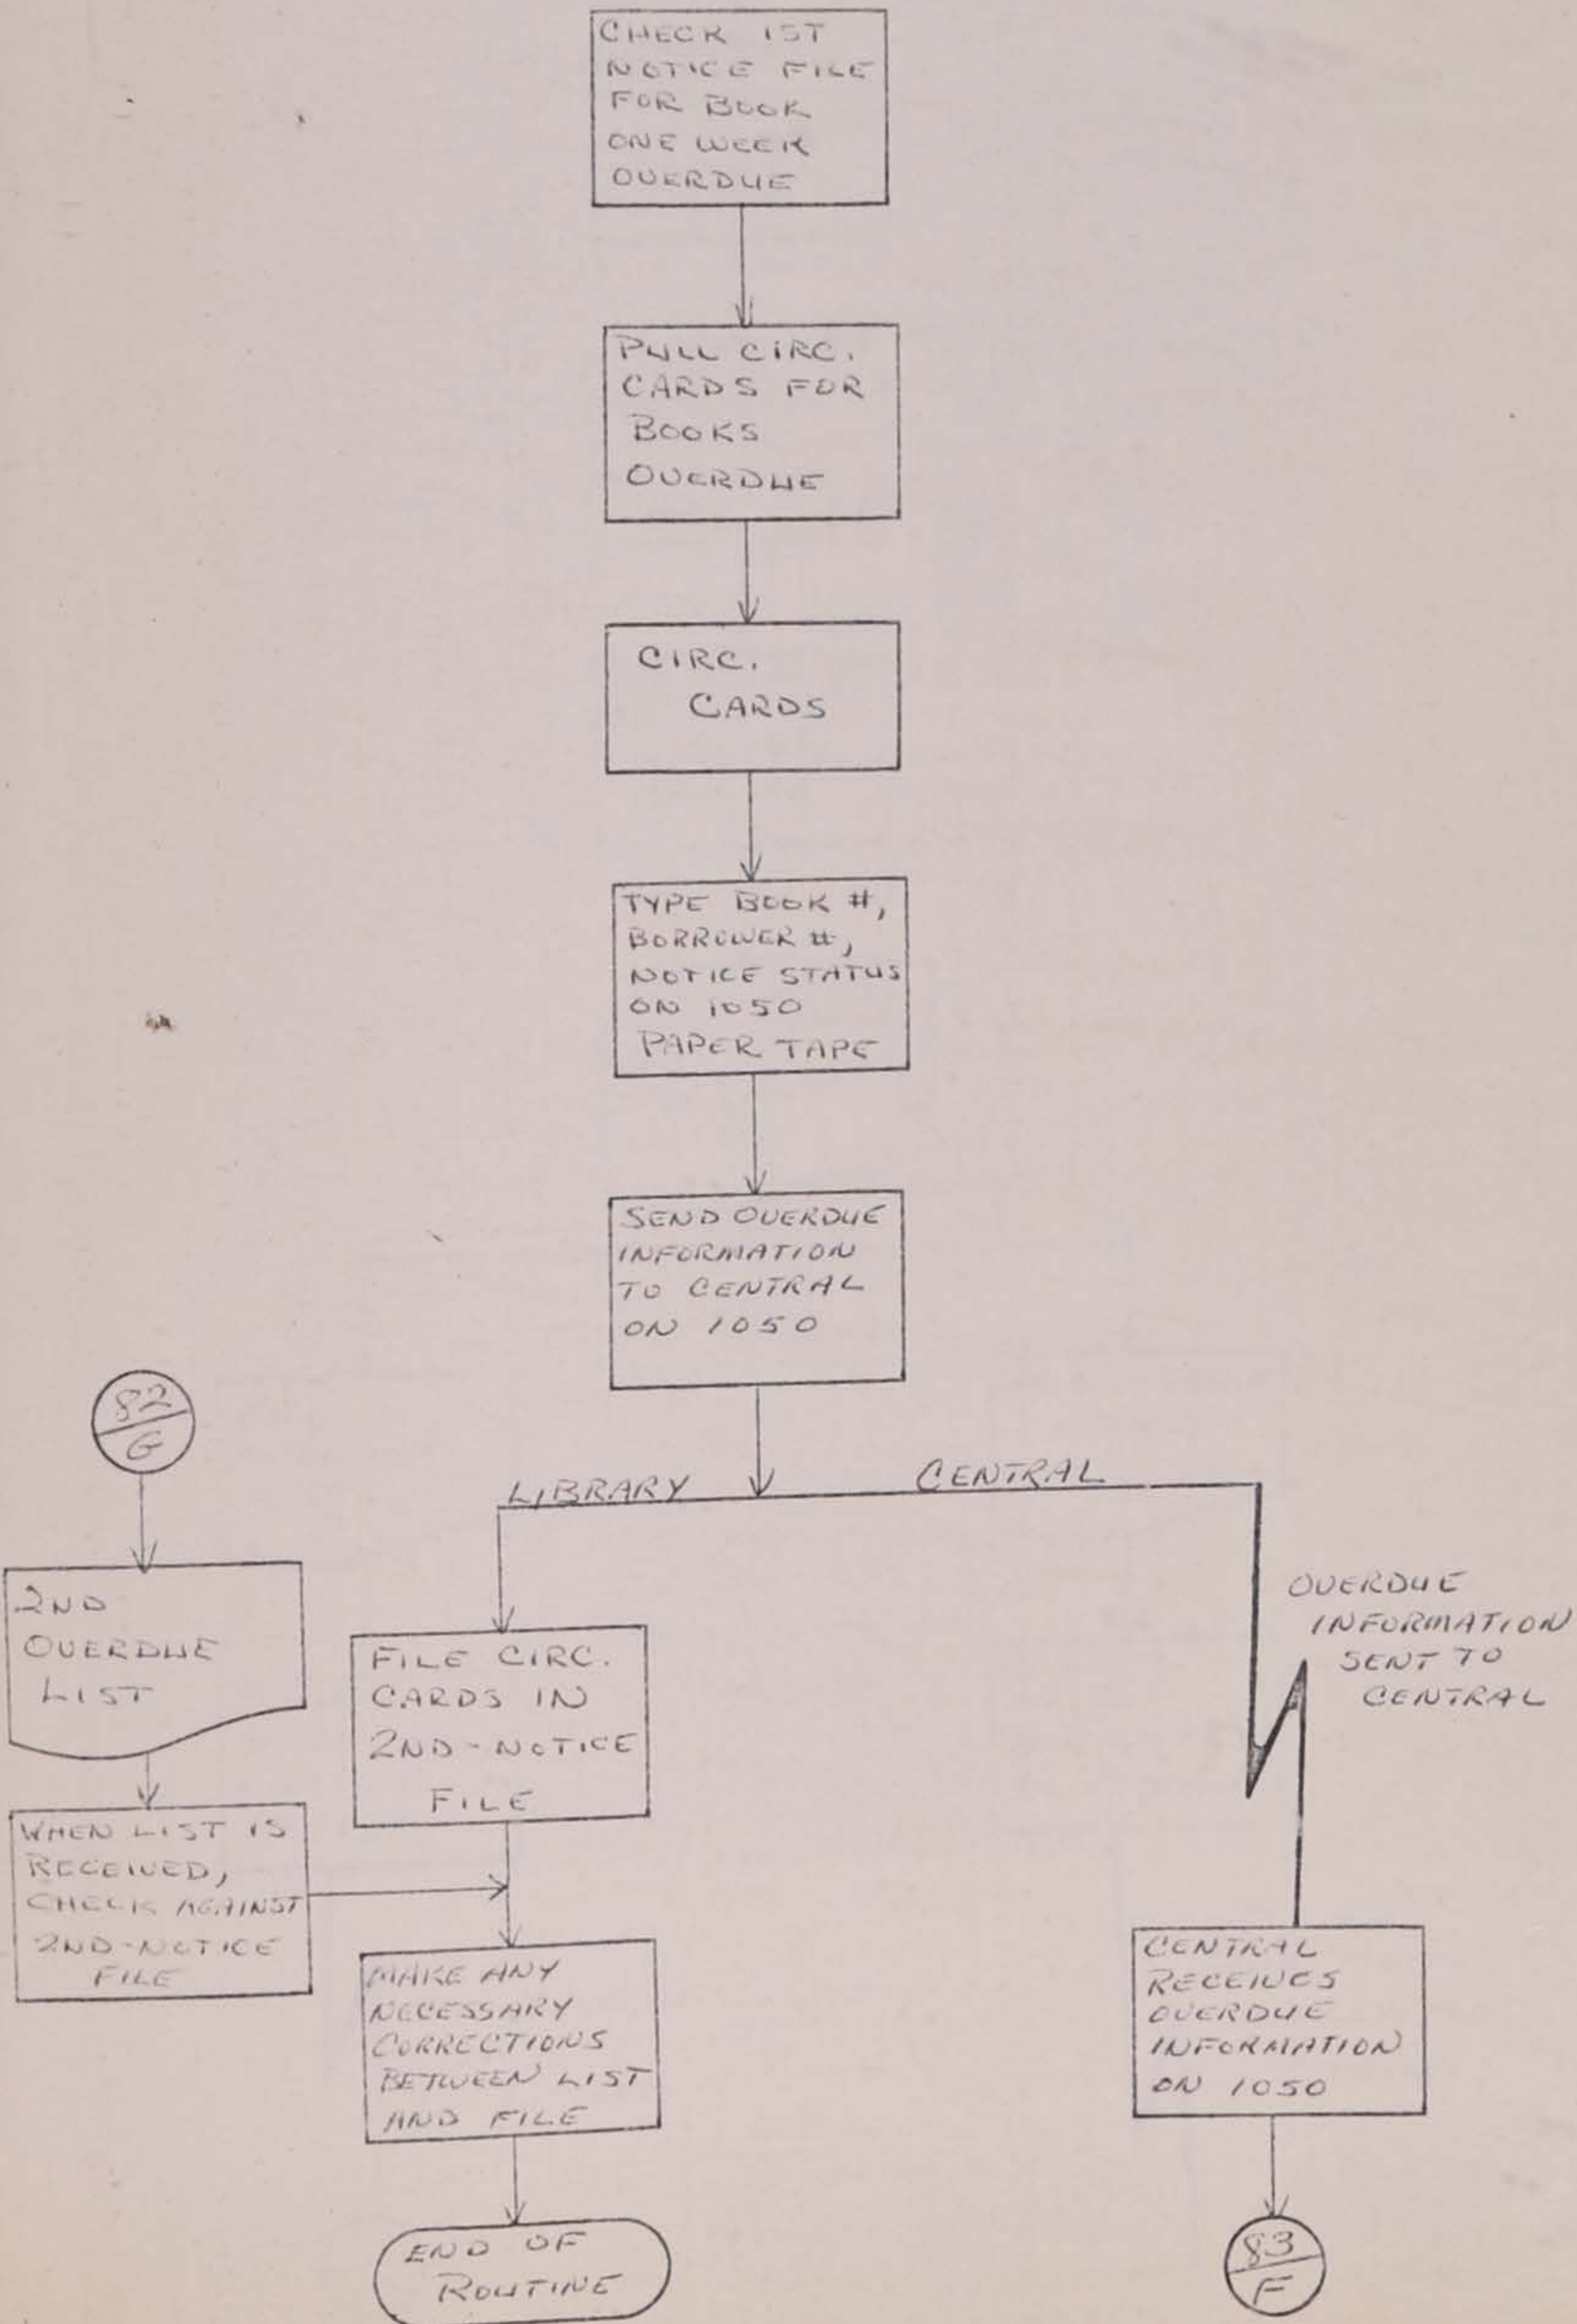 CHECK 1ST
NOTICE FILE
FOR BOOK
ONE WEEK
OVERDUE
PULL CIRC.
CARDS FOR
BOOKS
OVERDUE
CIRC.
CARDS
TYPE BOOK #,
BORROWER #,
NOTICE STATUS
ON 1050
PAPER TAPE
SEND OVERDUE
INFORMATION
TO CENTRAL
ON 1050
LIBRARY
CENTRAL
82
G
2ND
OVERDUE
LIST
WHEN LIST IS
RECEIVED,
CHECK AGAINST
2ND-NOTICE
FILE
FILE CIRC.
CARDS IN
2ND-NOTICE
FILE
MAKE ANY
NECESSARY
CORRECTIONS
BETWEEN LIST
AND FILE
END OF
ROUTINE
OVERDUE
INFORMATION
SENT TO
CENTRAL
CENTRAL
RECEIVES
OVERDUE
INFORMATION
ON 1050
83
F